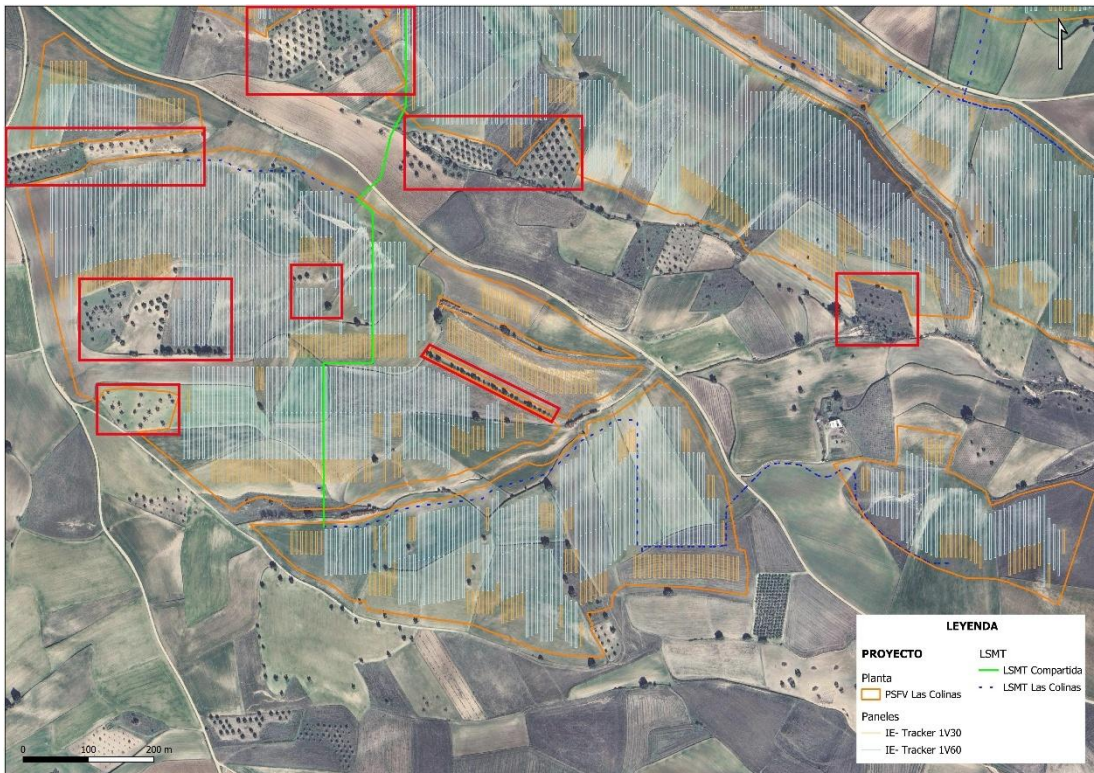 LEYENDA
PROYECTO
Planta
PSFV Las Colinas
Paneles
IE- Tracker 1V30
IE- Tracker 1V60
LSMT
LSMT Compartida
LSMT Las Colinas
0 100 200 m